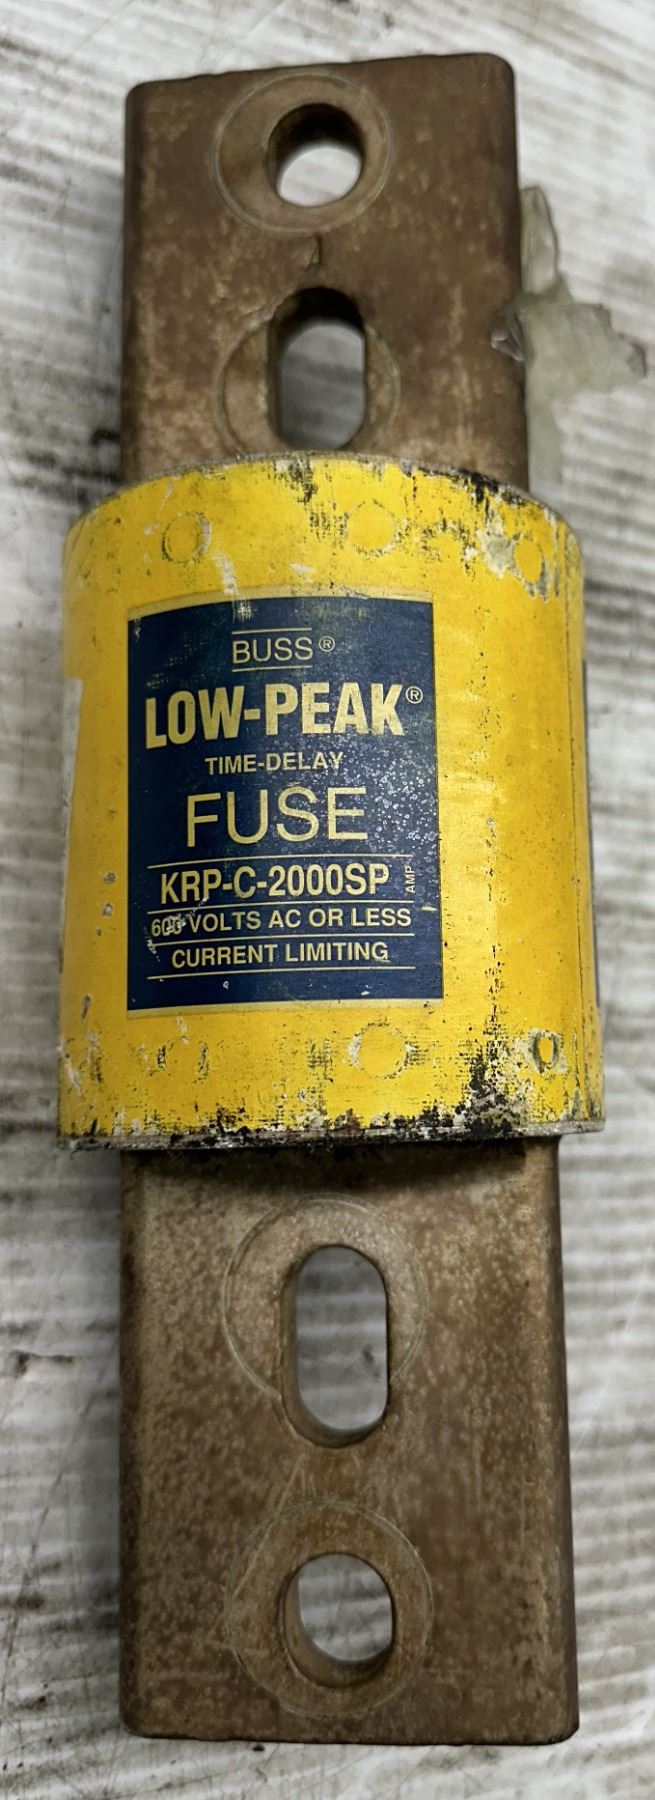 BUSS®
LOW-PEAK®
TIME-DELAY
FUSE
KRP-C-2000SP AMP
600 VOLTS AC OR LESS
CURRENT LIMITING